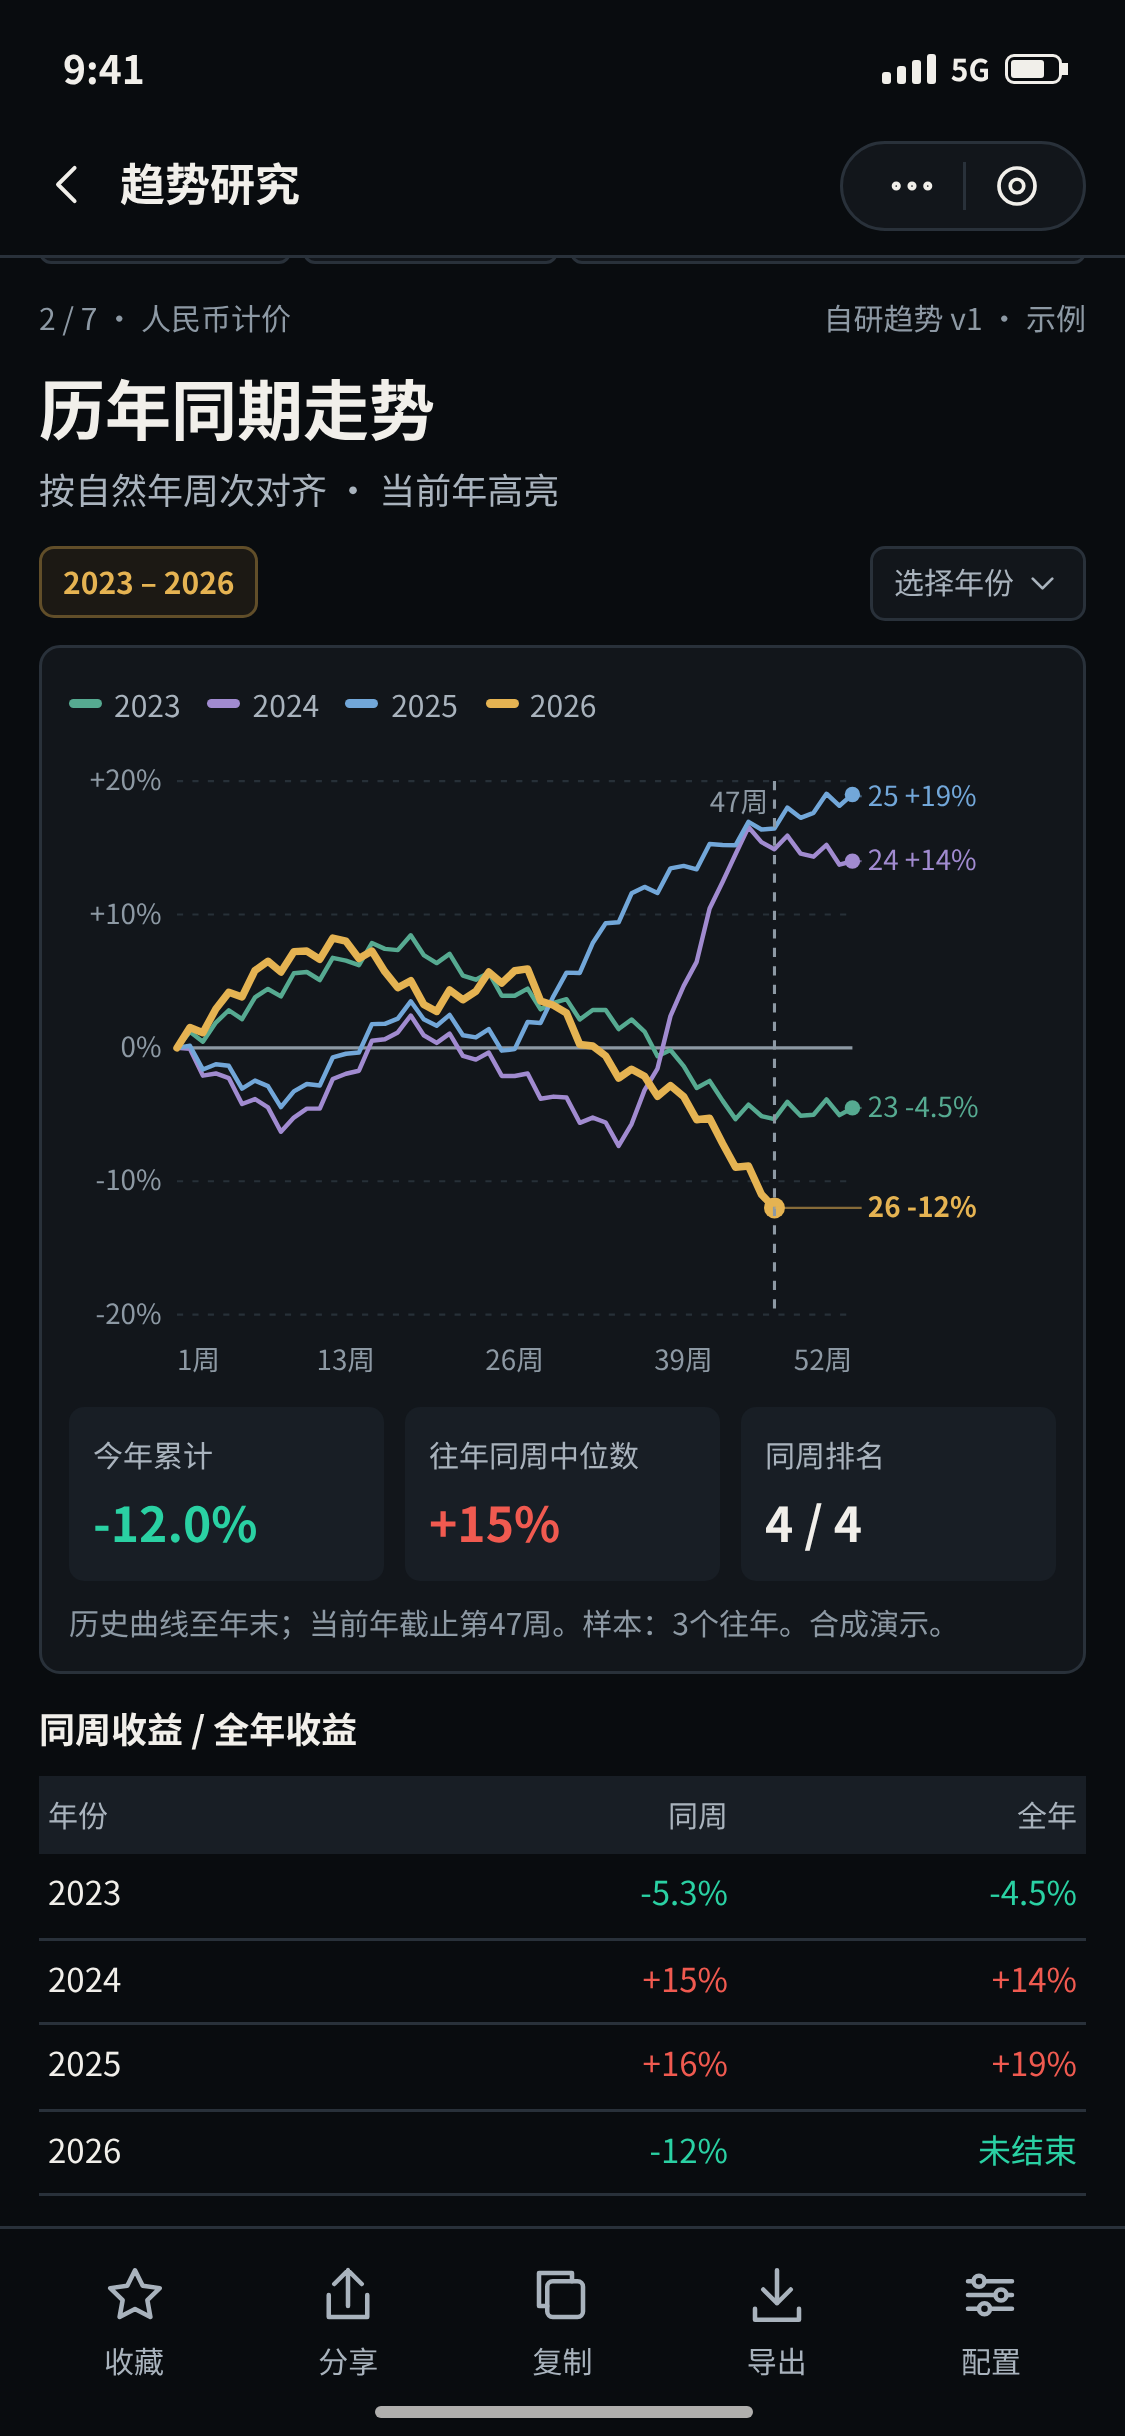 9:41
5G
趋势研究
2 / 7 · 人民币计价
自研趋势 v1 · 示例
历年同期走势
按自然年周次对齐 · 当前年高亮
2023 – 2026
选择年份
2023 2024 2025 2026
+20%
47周
25 +19%
24 +14%
+10%
0%
23 -4.5%
-10%
26 -12%
-20%
1周 13周 26周 39周 52周
今年累计 往年同周中位数 同周排名
-12.0% +15% 4 / 4
历史曲线至年末；当前年截止第47周。样本：3个往年。合成演示。
同周收益 / 全年收益
年份 同周 全年
2023 -5.3% -4.5%
2024 +15% +14%
2025 +16% +19%
2026 -12% 未结束
收藏 分享 复制 导出 配置